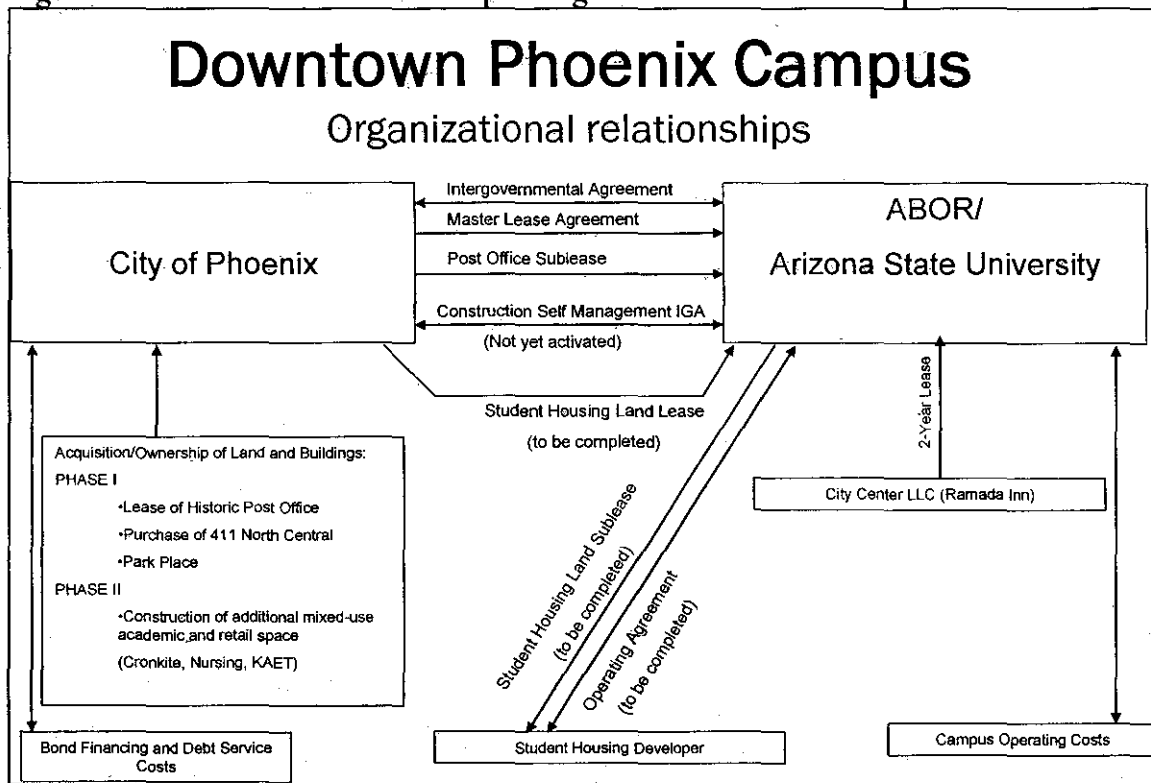 Downtown Phoenix Campus
Organizational relationships
Intergovernmental Agreement
Master Lease Agreement
Post Office Sublease
Construction Self Management IGA
(Not yet activated)
City of Phoenix
ABOR/
Arizona State University
Student Housing Land Lease
(to be completed)
2-Year Lease
Acquisition/Ownership of Land and Buildings:
PHASE I
•Lease of Historic Post Office
•Purchase of 411 North Central
•Park Place
PHASE II
•Construction of additional mixed-use
academic and retail space
(Cronkite, Nursing, KAET)
City Center LLC (Ramada Inn)
Student Housing Land Sublease
(to be completed)
Operating Agreement
(to be completed)
Bond Financing and Debt Service
Costs
Student Housing Developer
Campus Operating Costs